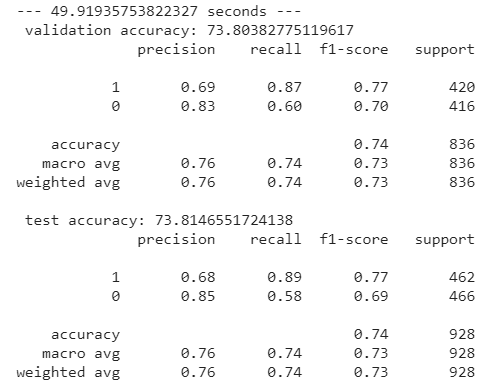 --- 49.91935753822327 seconds ---
validation accuracy: 73.80382775119617
precision recall f1-score support
1 0.69 0.87 0.77 420
0 0.83 0.60 0.70 416
accuracy 0.74 836
macro avg 0.76 0.74 0.73 836
weighted avg 0.76 0.74 0.73 836
test accuracy: 73.8146551724138
precision recall f1-score support
1 0.68 0.89 0.77 462
0 0.85 0.58 0.69 466
accuracy 0.74 928
macro avg 0.76 0.74 0.73 928
weighted avg 0.76 0.74 0.73 928